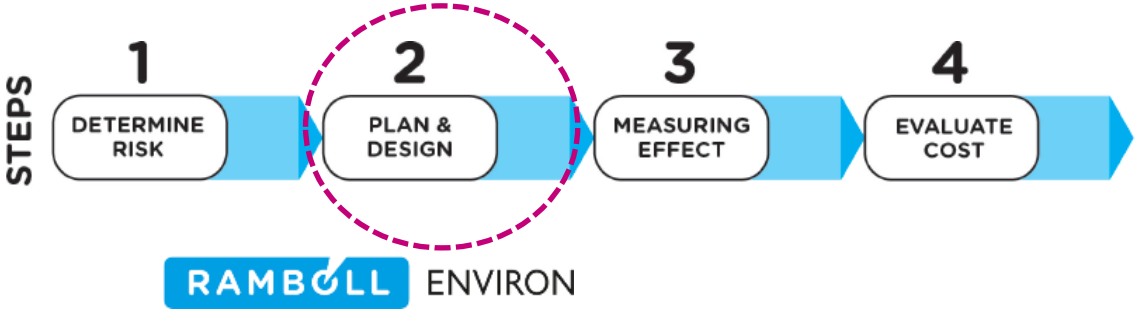 STEPS
1
DETERMINE
RISK
2
PLAN &
DESIGN
3
MEASURING
EFFECT
4
EVALUATE
COST
RAMBOLL ENVIRON